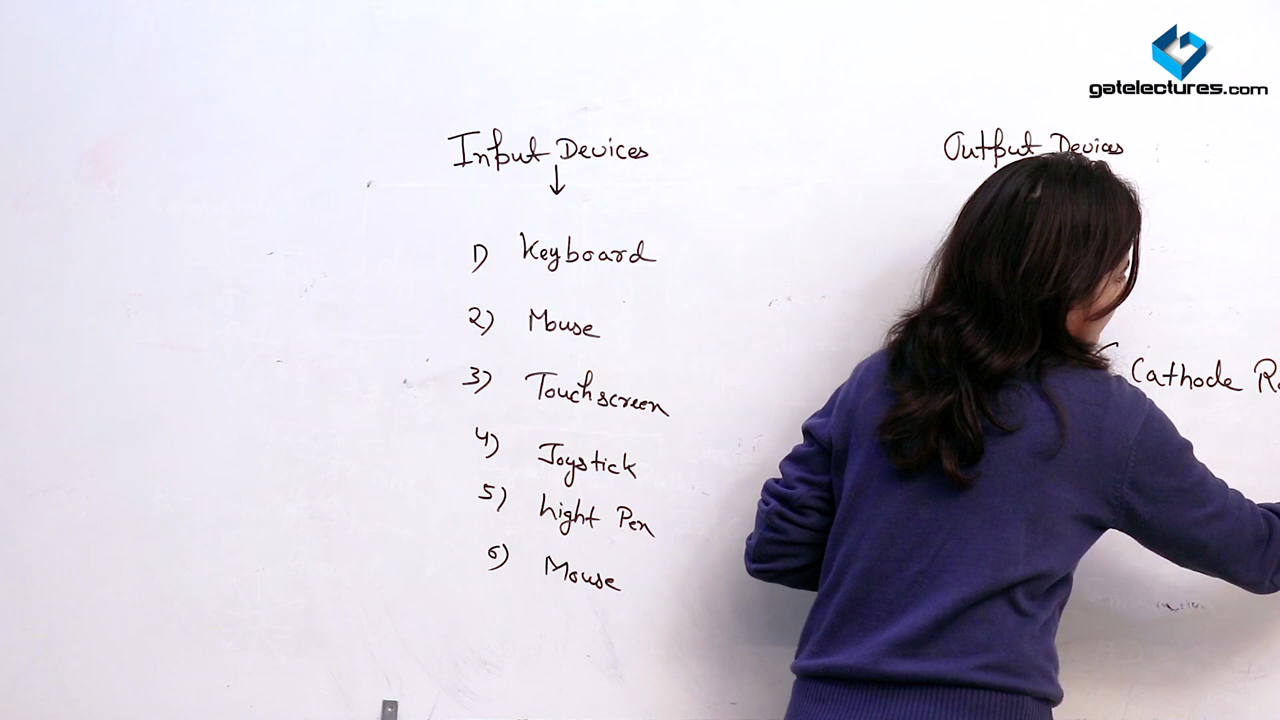 gatelectures.com
Input Devices
Output Devices
1) Keyboard
2) Mouse
3) Touchscreen
Cathode
4) Joystick
5) Light Pen
6) Mouse